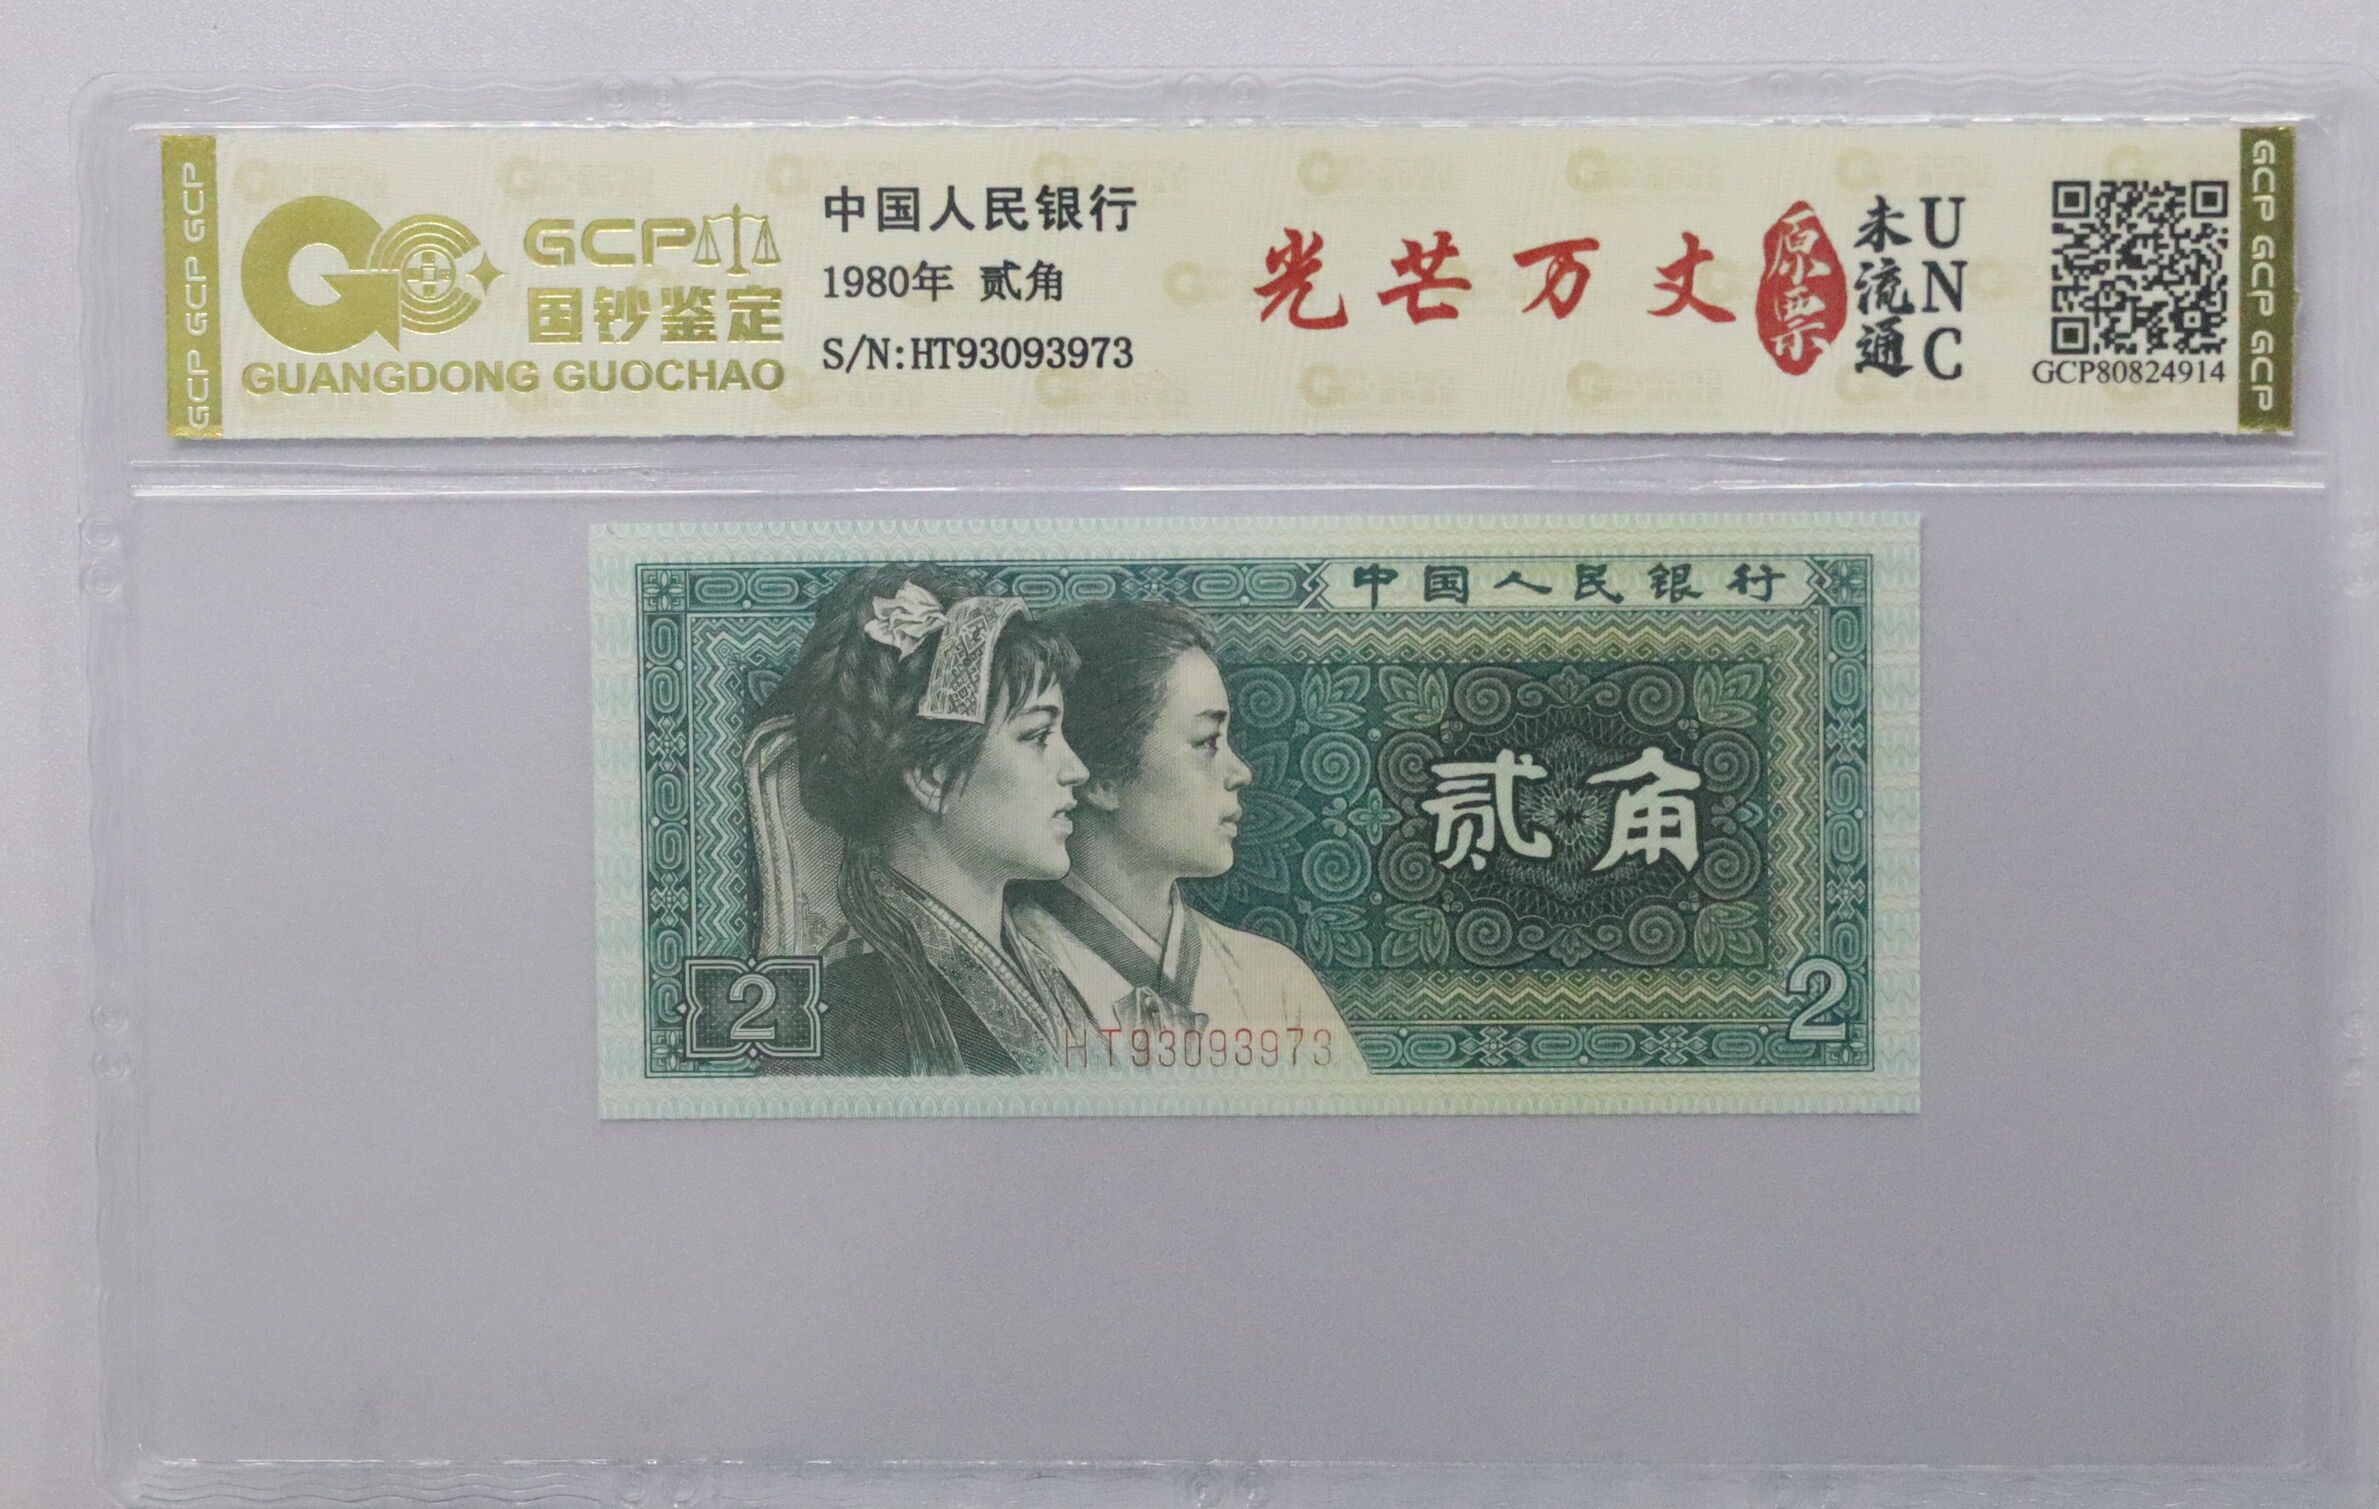 GCP GCP GCP
GCP
国钞鉴定
GUANGDONG GUOCHAO
中国人民银行
1980年 贰角
S/N:HT93093973
光芒万丈
原票
未流通
UNC
GCP80824914
GCP GCP GCP
中国人民银行
贰角
2
2
HT93093973